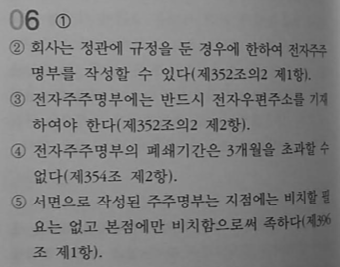 06 ①
② 회사는 정관에 규정을 둔 경우에 한하여 전자주주
명부를 작성할 수 있다(제352조의2 제1항).
③ 전자주주명부에는 반드시 전자우편주소를 기재
하여야 한다(제352조의2 제2항).
④ 전자주주명부의 폐쇄기간은 3개월을 초과할 수
없다(제354조 제2항).
⑤ 서면으로 작성된 주주명부는 지점에는 비치할 필
요는 없고 본점에만 비치함으로써 족하다(제396
조 제1항).